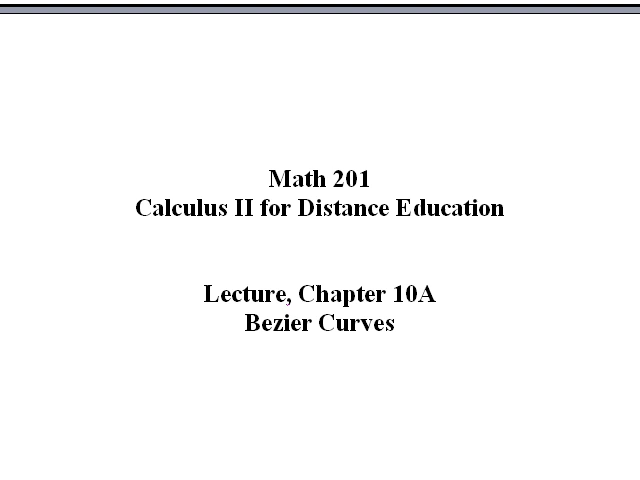 Math 201
Calculus II for Distance Education
Lecture, Chapter 10A
Bezier Curves